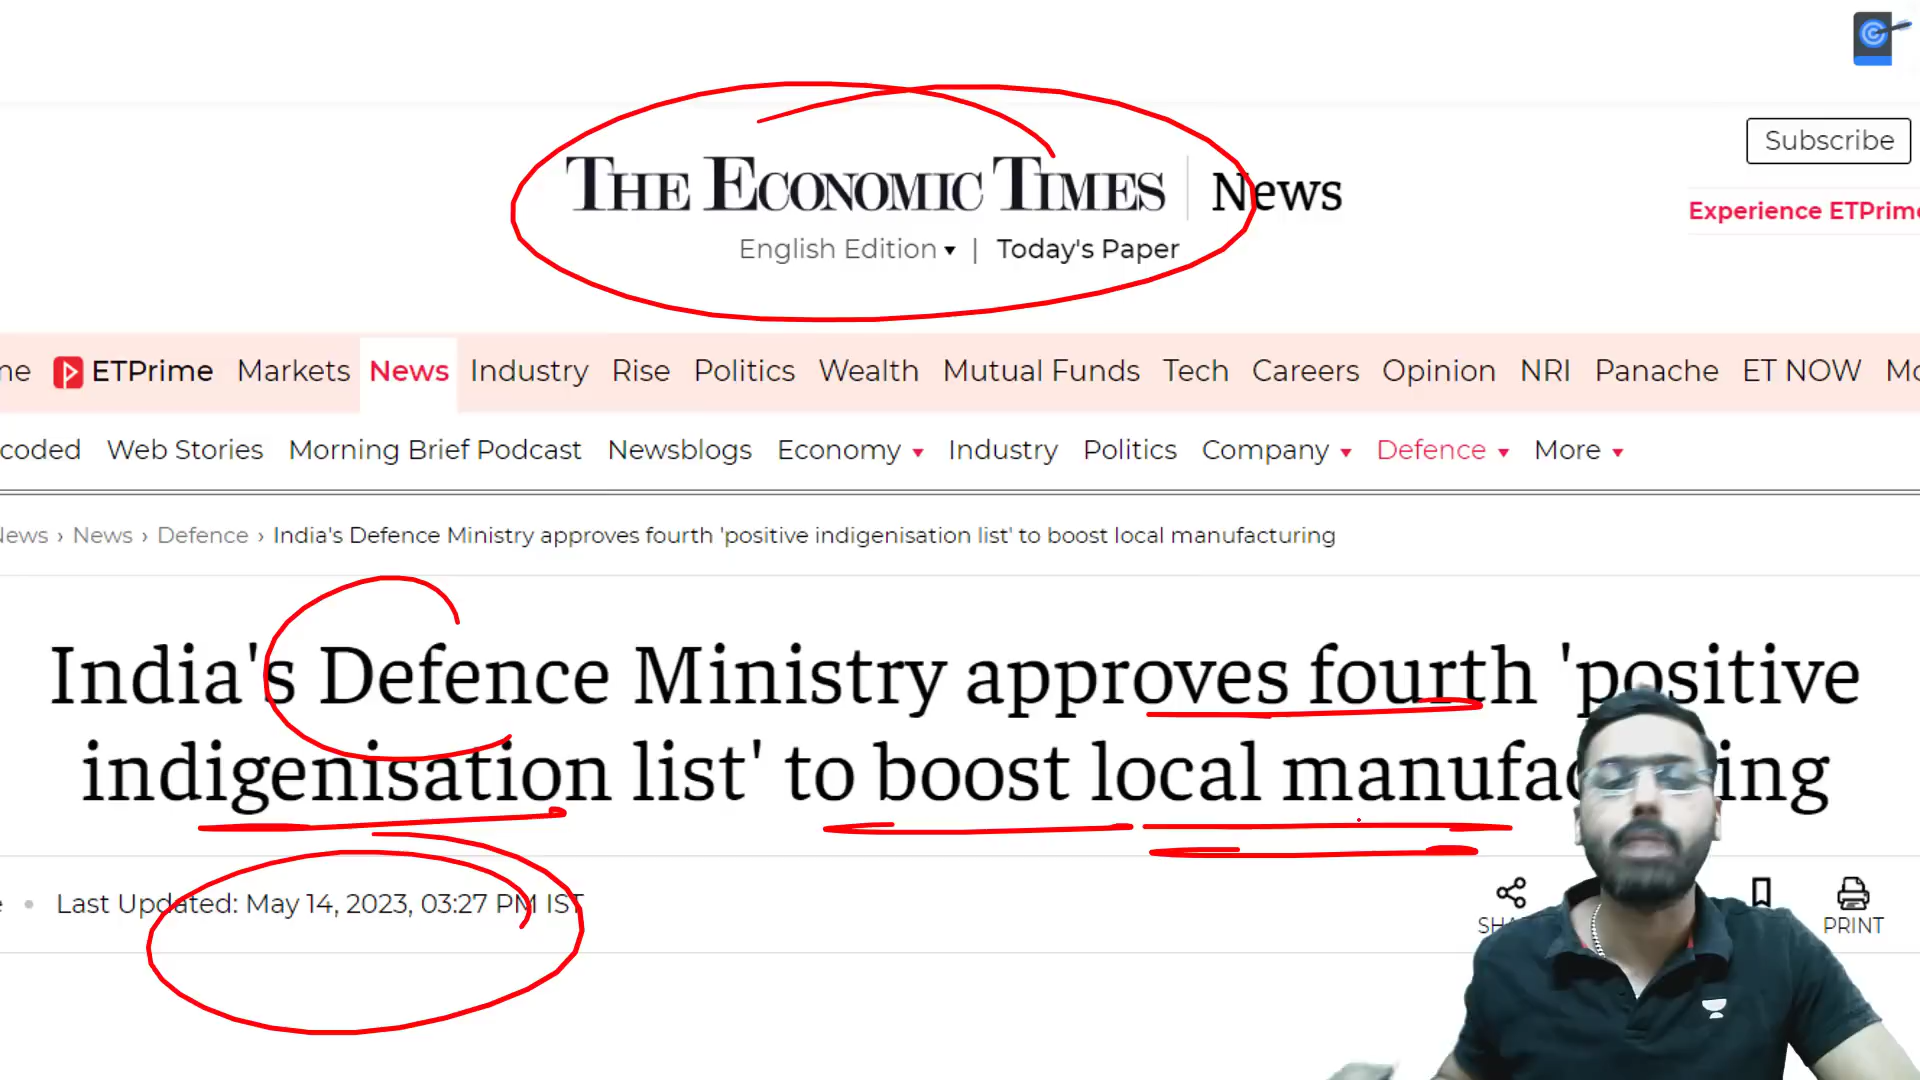 Subscribe
THE ECONOMIC TIMES | News
Experience ETPrime
English Edition ▾ | Today's Paper
ne ETPrime Markets News Industry Rise Politics Wealth Mutual Funds Tech Careers Opinion NRI Panache ET NOW Mo
coded Web Stories Morning Brief Podcast Newsblogs Economy ▾ Industry Politics Company ▾ Defence ▾ More ▾
News › News › Defence › India's Defence Ministry approves fourth 'positive indigenisation list' to boost local manufacturing
India's Defence Ministry approves fourth 'positive
indigenisation list' to boost local manufacturing
Last Updated: May 14, 2023, 03:27 PM IST
PRINT